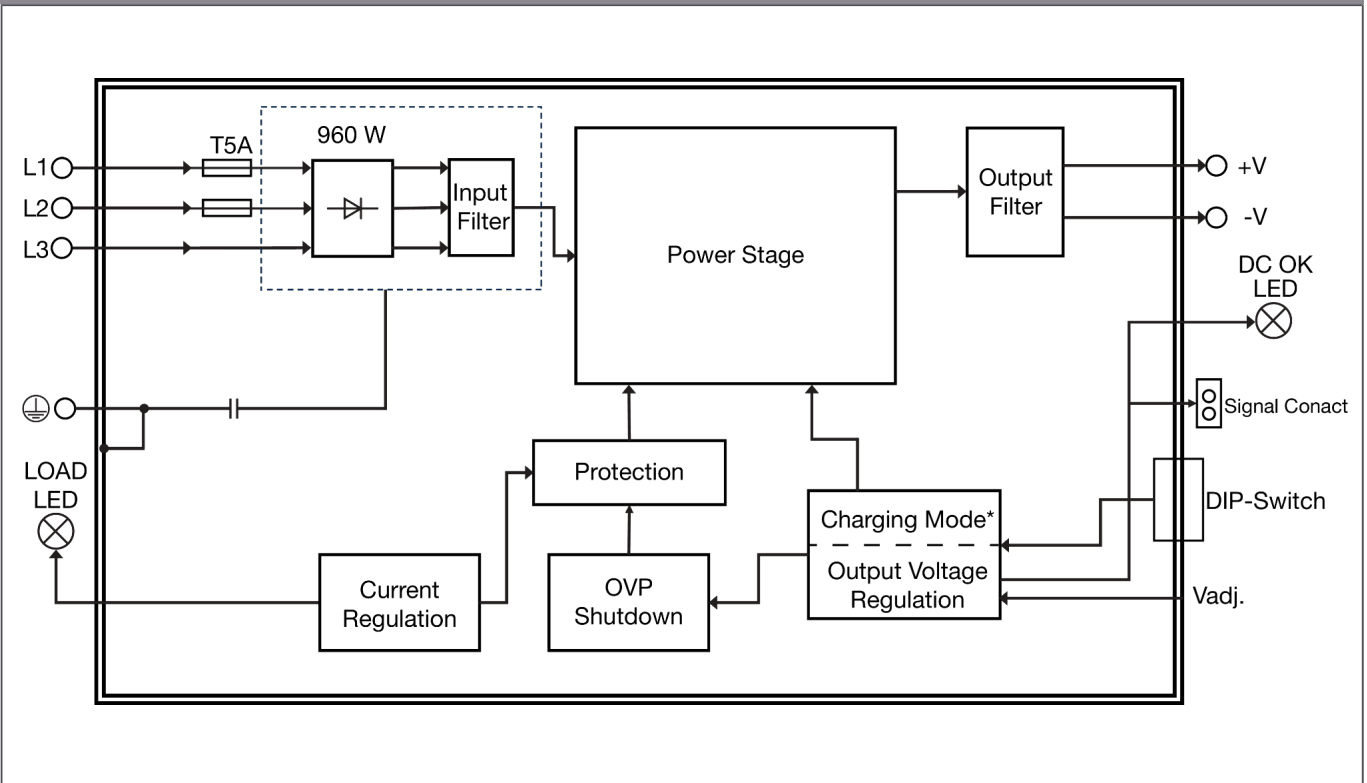 T5A
960 W
L1
L2
L3
Input
Filter
Power Stage
Output
Filter
+V
-V
DC OK
LED
Signal Conact
LOAD
LED
Protection
Charging Mode*
Output Voltage
Regulation
DIP-Switch
Current
Regulation
OVP
Shutdown
Vadj.